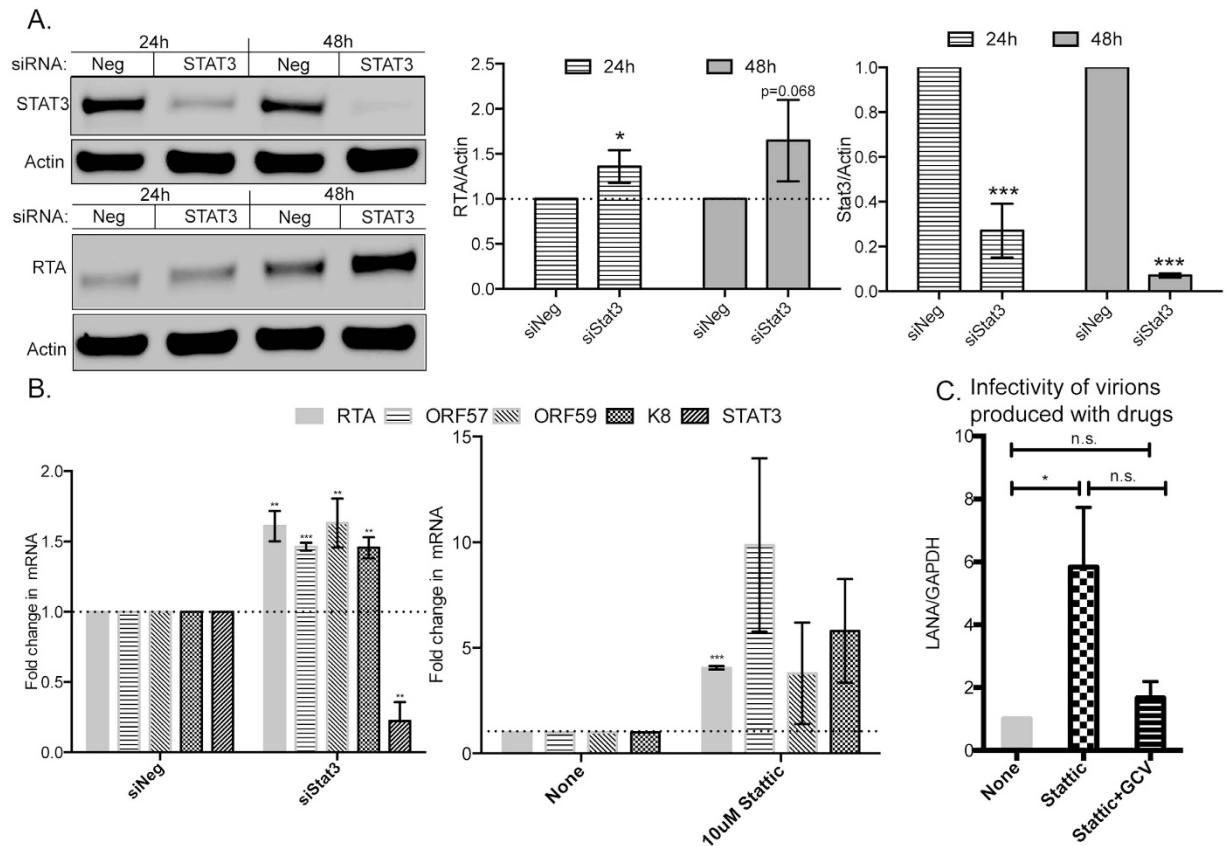 A.
24h 48h
siRNA: Neg STAT3 Neg STAT3
STAT3
Actin
24h 48h
siRNA: Neg STAT3 Neg STAT3
RTA
Actin
24h 48h
p=0.068
*
RTA/Actin
2.5
2.0
1.5
1.0
0.5
0.0
siNeg siStat3 siNeg siStat3
24h 48h
Stat3/Actin
1.0
0.8
0.6
0.4
0.2
0.0
***
***
siNeg siStat3 siNeg siStat3
B.
RTA ORF57 ORF59 K8 STAT3
Fold change in mRNA
2.0
1.5
1.0
0.5
0.0
** *** ** ** **
siNeg siStat3
Fold change in mRNA
15
10
5
0
***
None 10uM Stattic
C. Infectivity of virions
produced with drugs
n.s.
* n.s.
LANA/GAPDH
10
8
6
4
2
0
None Stattic Stattic+GCV